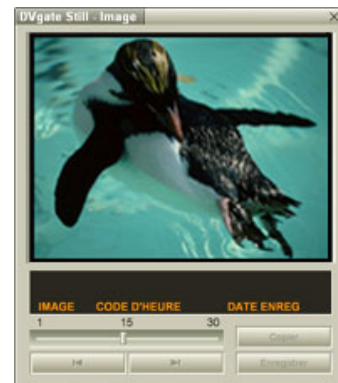 DVgate Still - Image
IMAGE CODE D'HEURE DATE ENREG
1 15 30
Copier
Enregistrer